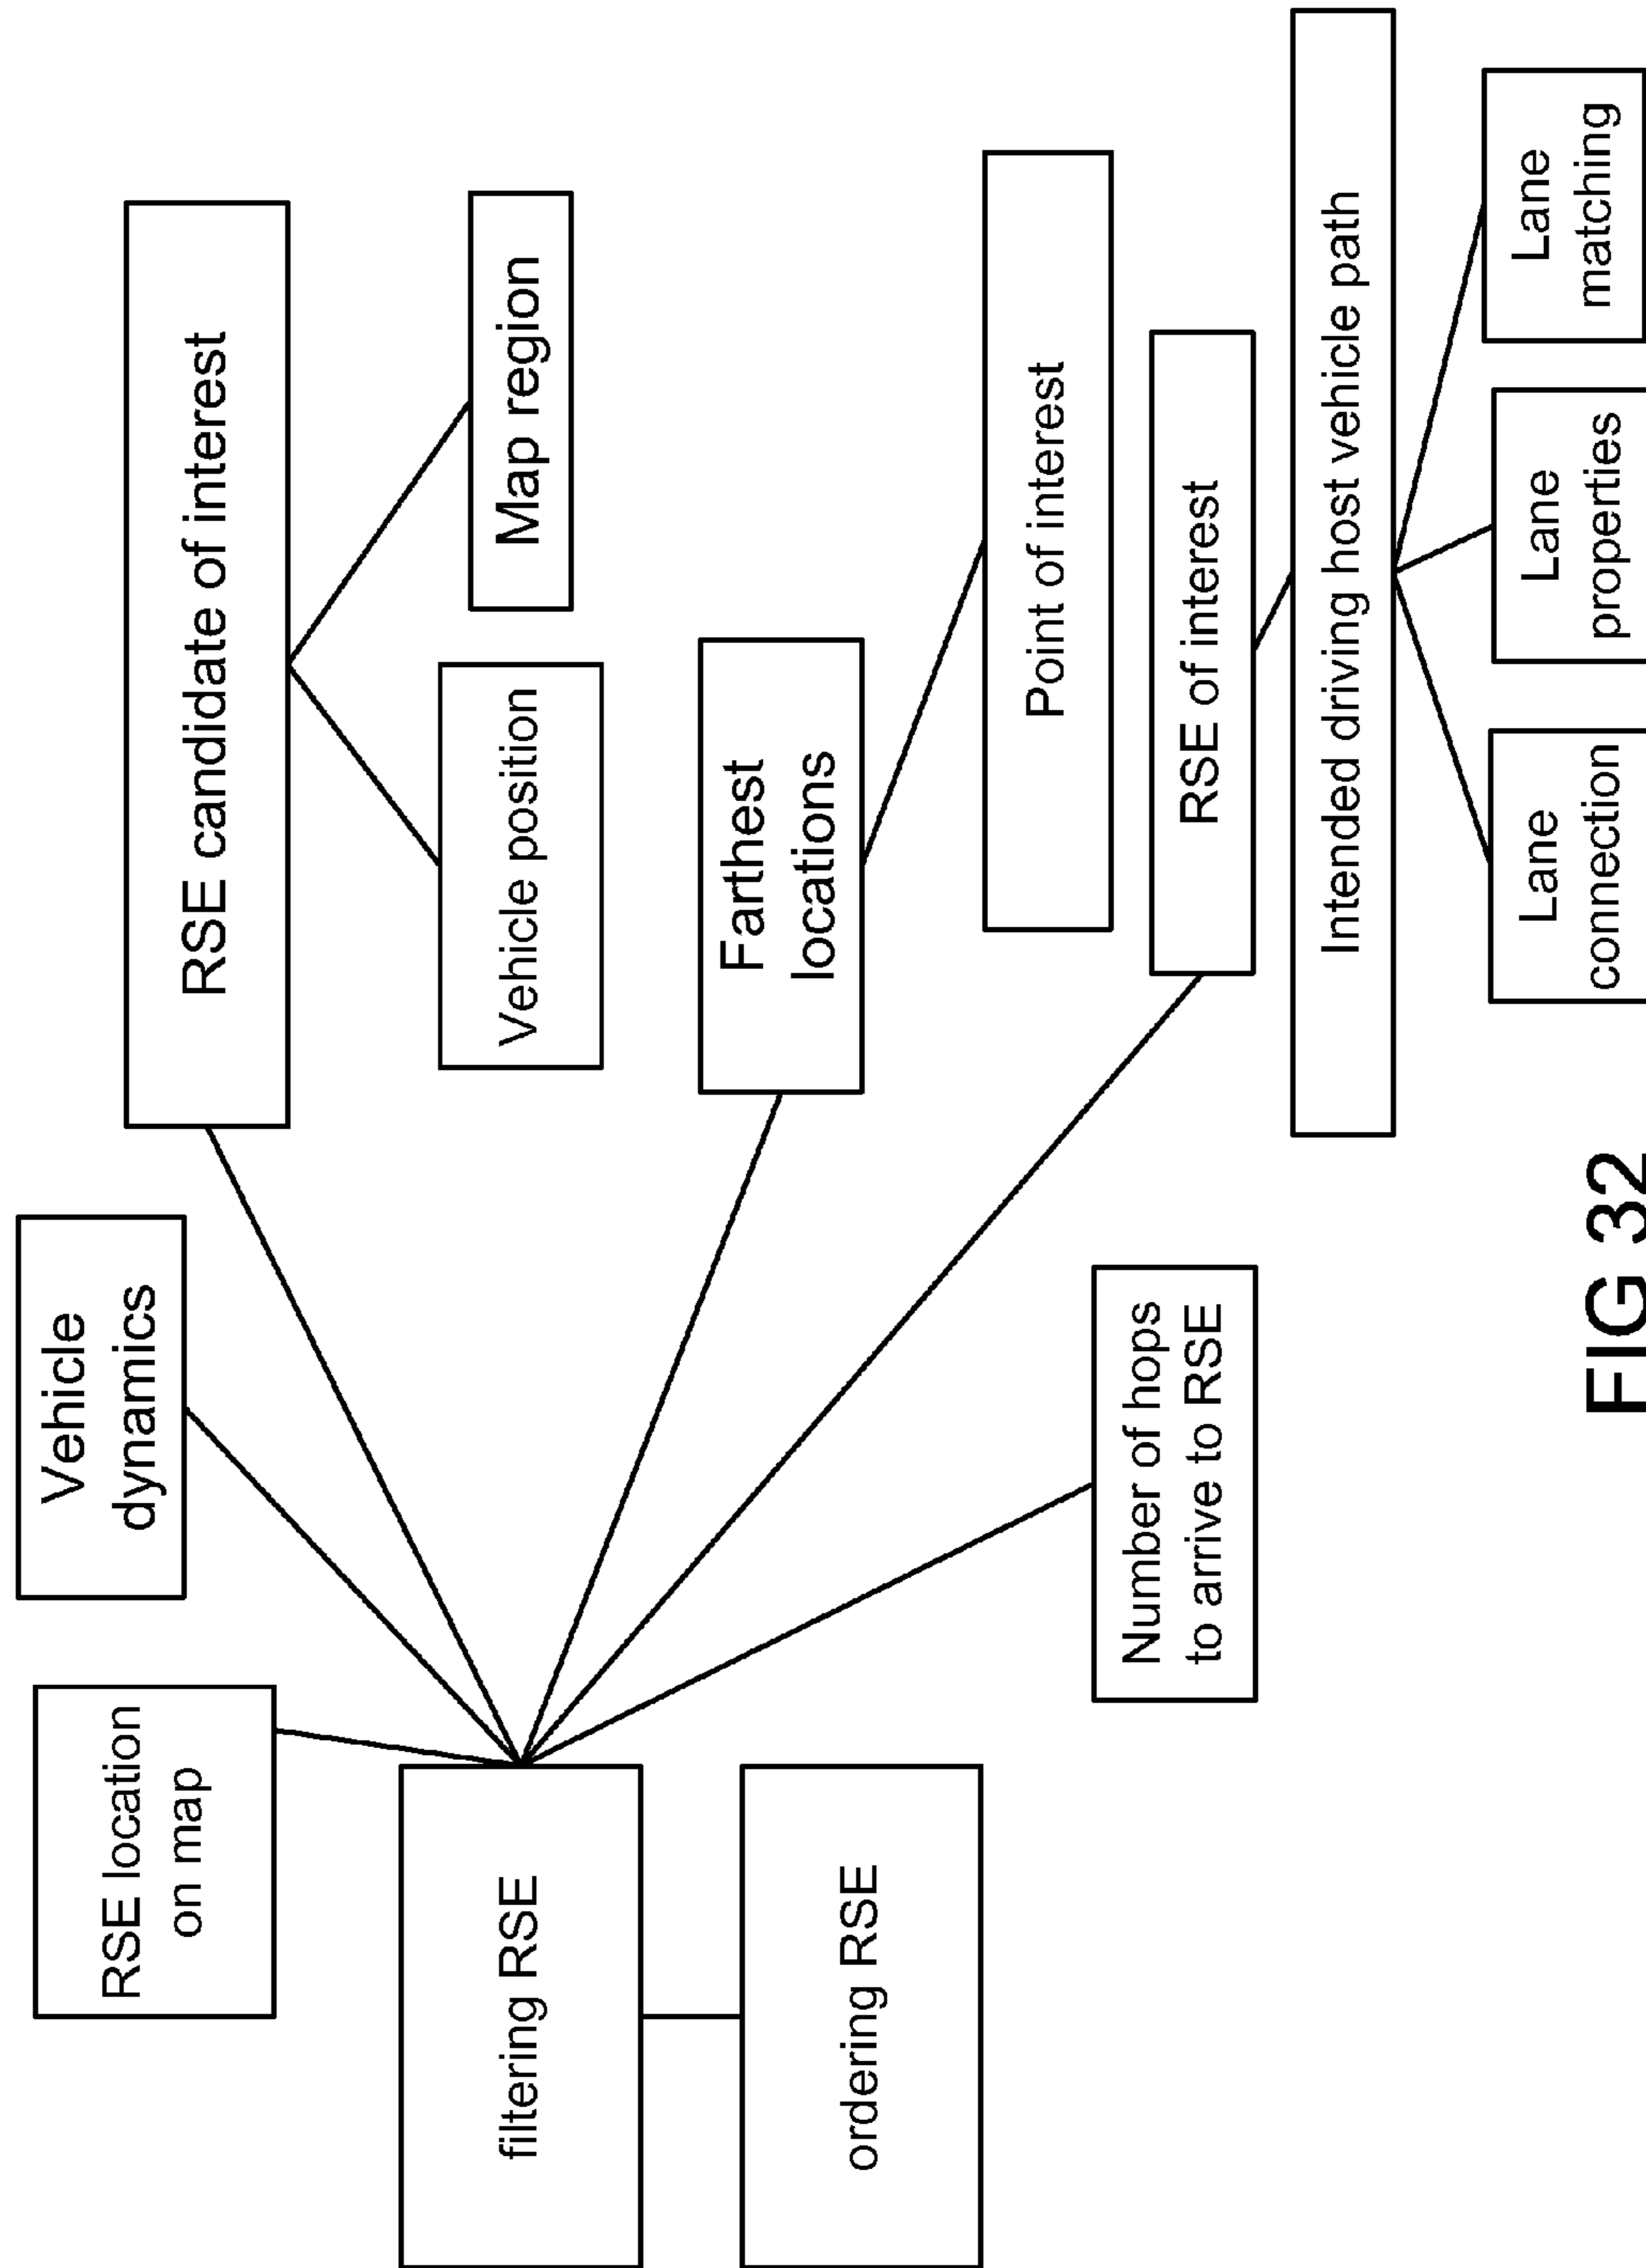 RSE location
on map
Vehicle
dynamics
RSE candidate of interest
Vehicle position
Map region
filtering RSE
Farthest
locations
ordering RSE
Point of interest
Number of hops
to arrive to RSE
RSE of interest
Intended driving host vehicle path
Lane
connection
Lane
properties
Lane
matching
FIG 32